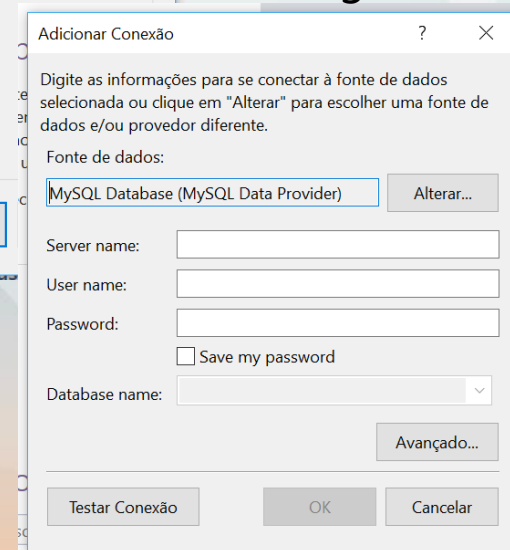 Adicionar Conexão
?
Digite as informações para se conectar à fonte de dados
selecionada ou clique em "Alterar" para escolher uma fonte de
dados e/ou provedor diferente.
Fonte de dados:
MySQL Database (MySQL Data Provider)
Alterar...
Server name:
User name:
Password:
Save my password
Database name:
Avançado...
Testar Conexão
OK
Cancelar